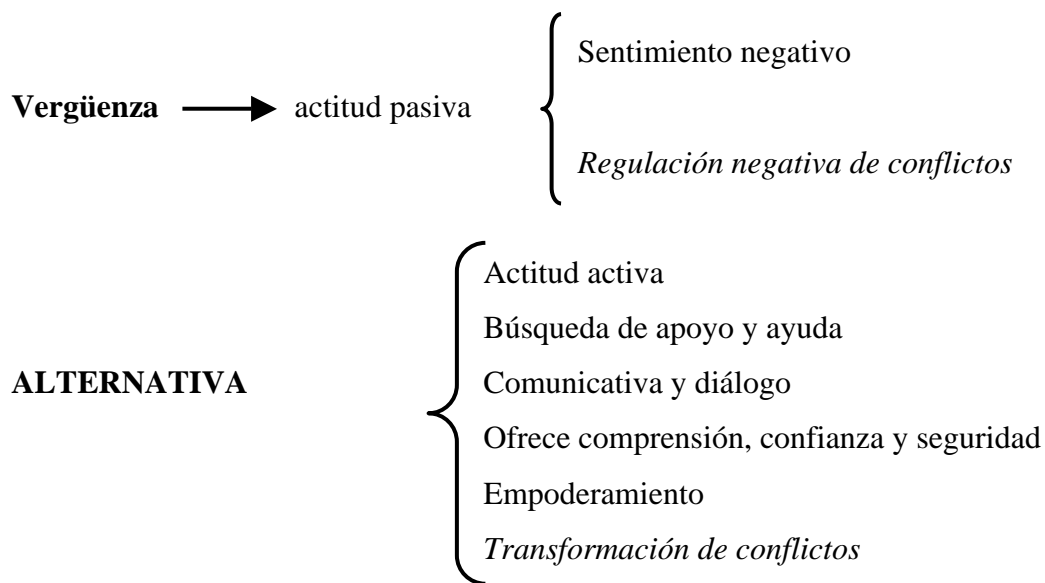 Sentimiento negativo
Vergüenza actitud pasiva
Regulación negativa de conflictos
Actitud activa
Búsqueda de apoyo y ayuda
ALTERNATIVA
Comunicativa y diálogo
Ofrece comprensión, confianza y seguridad
Empoderamiento
Transformación de conflictos